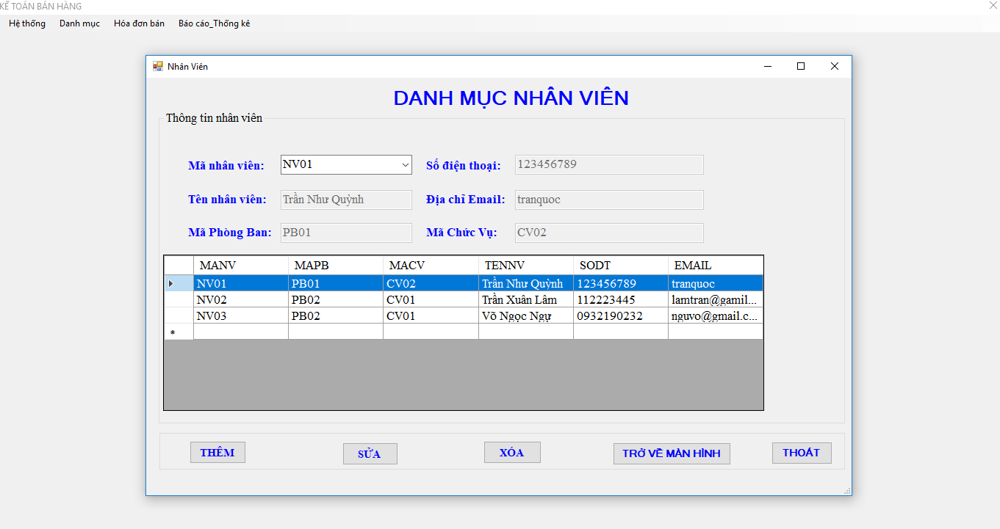 KẾ TOÁN BÁN HÀNG
Hệ thống Danh mục Hóa đơn bán Báo cáo_Thống kê
Nhân Viên
DANH MỤC NHÂN VIÊN
Thông tin nhân viên
Mã nhân viên: NV01 Số điện thoại: 123456789
Tên nhân viên: Trần Như Quỳnh Địa chỉ Email: tranquoc
Mã Phòng Ban: PB01 Mã Chức Vụ: CV02
MANV MAPB MACV TENNV SODT EMAIL
NV01 PB01 CV02 Trần Như Quỳnh 123456789 tranquoc
NV02 PB02 CV01 Trần Xuân Lâm 112223445 lamtran@gamil...
NV03 PB02 CV01 Võ Ngọc Ngự 0932190232 nguvo@gmail.c...
THÊM SỬA XÓA TRỞ VỀ MÀN HÌNH THOÁT